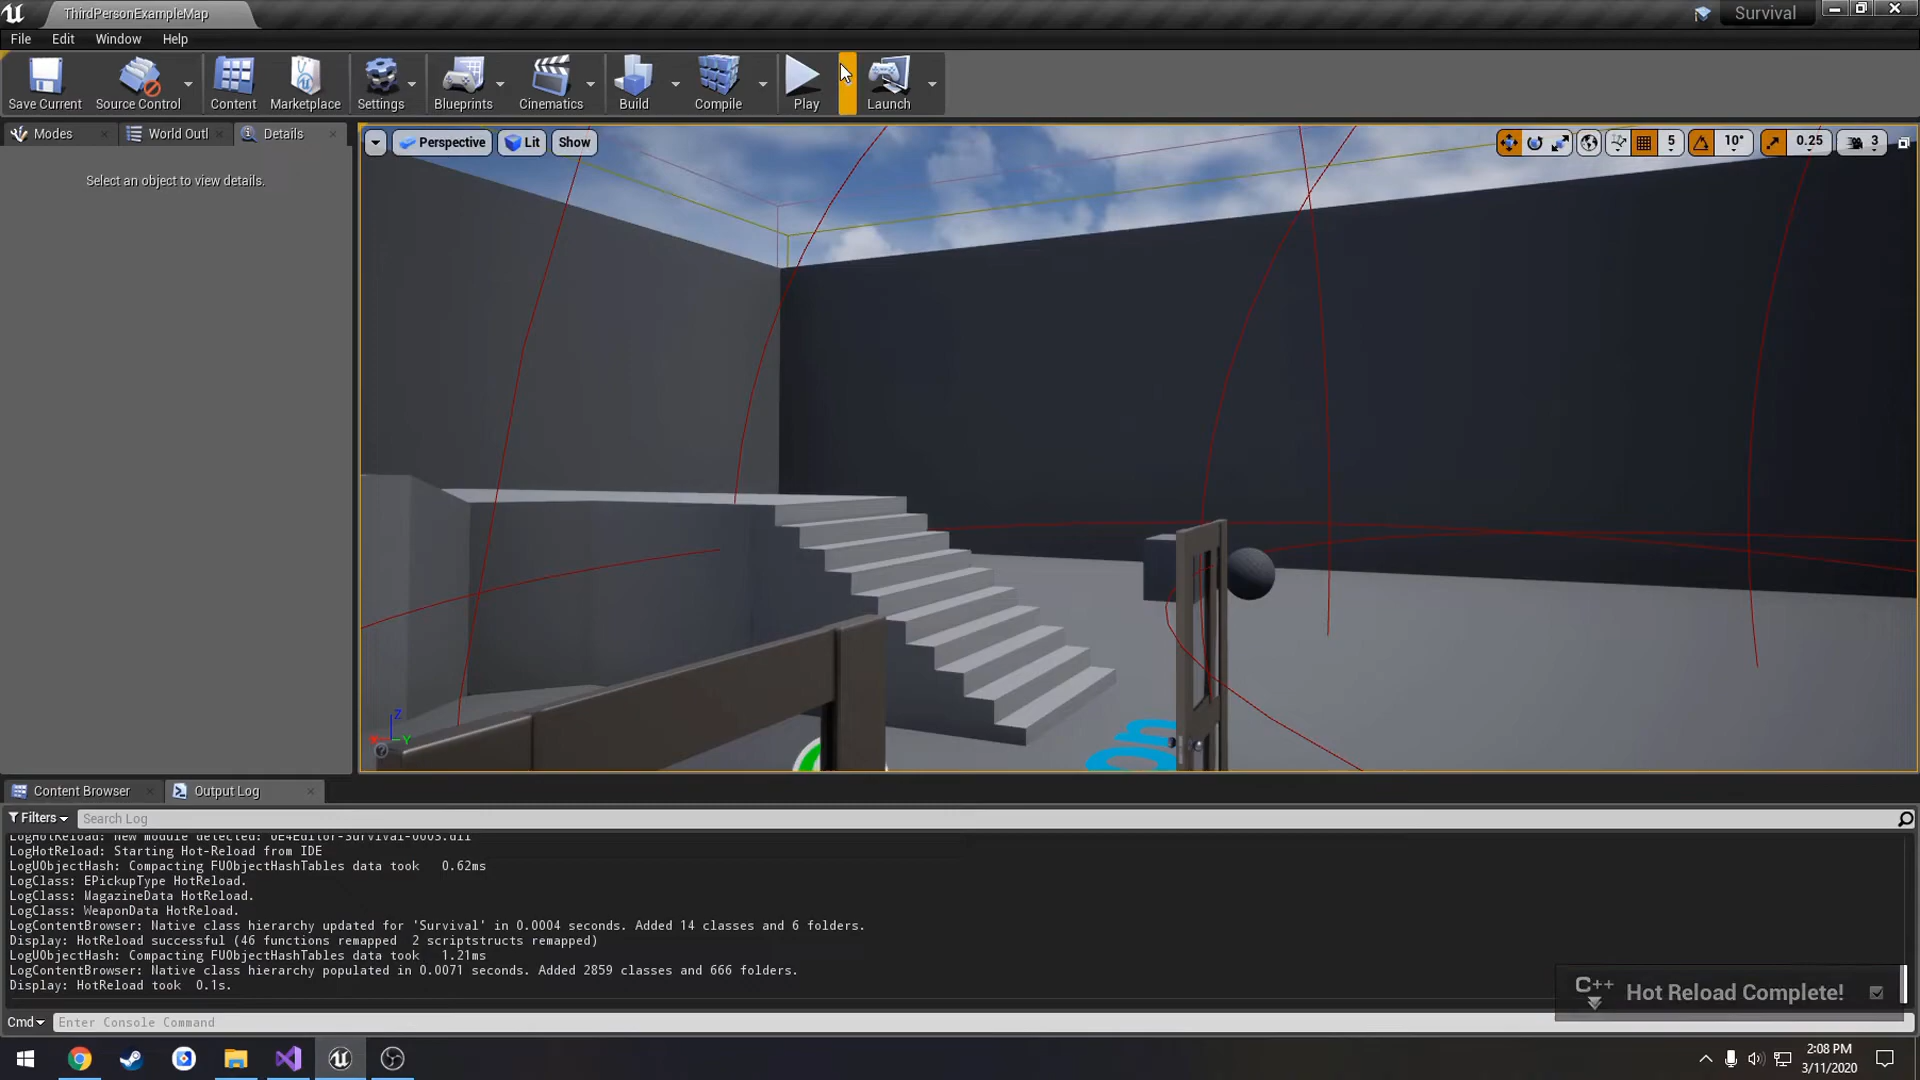 ThirdPersonExampleMap
Survival
File Edit Window Help
Save Current Source Control Content Marketplace Settings Blueprints Cinematics Build Compile Play Launch
Modes World Outl Details
Perspective Lit Show
5 10° 0.25 3
Select an object to view details.
Z
Y
Content Browser Output Log
Filters Search Log
LogHotReload: New module detected: UE4Editor-Survival-0003.dll
LogHotReload: Starting Hot-Reload from IDE
LogUObjectHash: Compacting FUObjectHashTables data took 0.62ms
LogClass: EPickupType HotReload.
LogClass: MagazineData HotReload.
LogClass: WeaponData HotReload.
LogContentBrowser: Native class hierarchy updated for 'Survival' in 0.0004 seconds. Added 14 classes and 6 folders.
Display: HotReload successful (46 functions remapped 2 scriptstructs remapped)
LogUObjectHash: Compacting FUObjectHashTables data took 1.21ms
LogContentBrowser: Native class hierarchy populated in 0.0071 seconds. Added 2859 classes and 666 folders.
Display: HotReload took 0.1s.
C++ Hot Reload Complete!
Cmd Enter Console Command
2:08 PM
3/11/2020